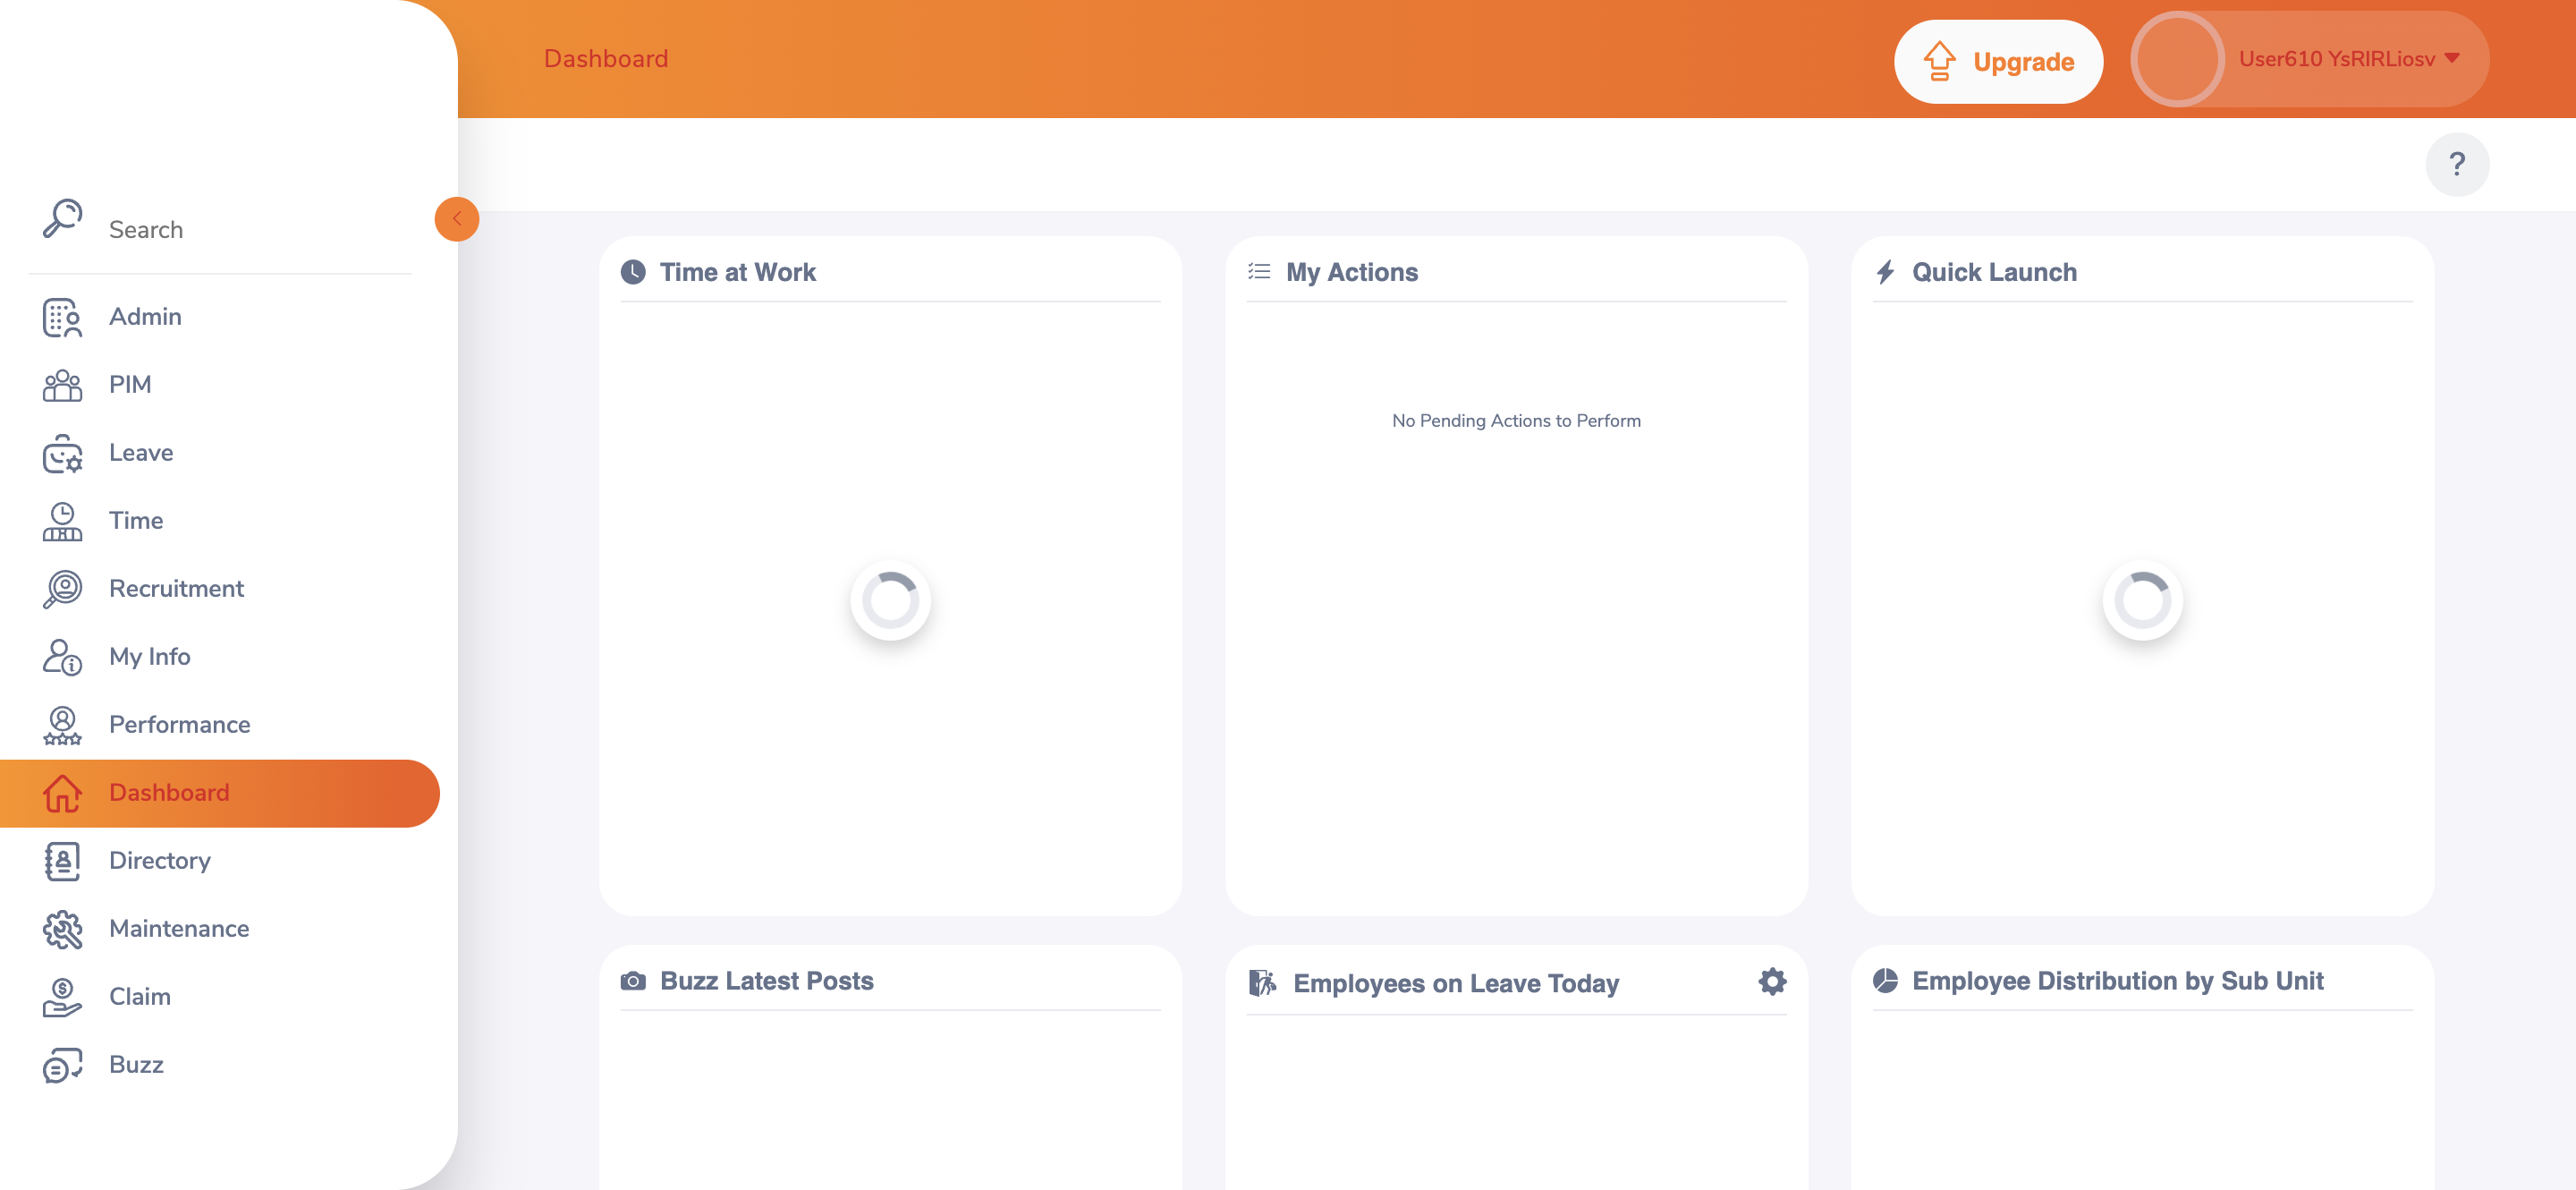 Dashboard
Upgrade
User610 YsRIRLiosv
?
Search
Admin
PIM
Leave
Time
Recruitment
My Info
Performance
Dashboard
Directory
Maintenance
Claim
Buzz
Time at Work
My Actions
No Pending Actions to Perform
Quick Launch
Buzz Latest Posts
Employees on Leave Today
Employee Distribution by Sub Unit